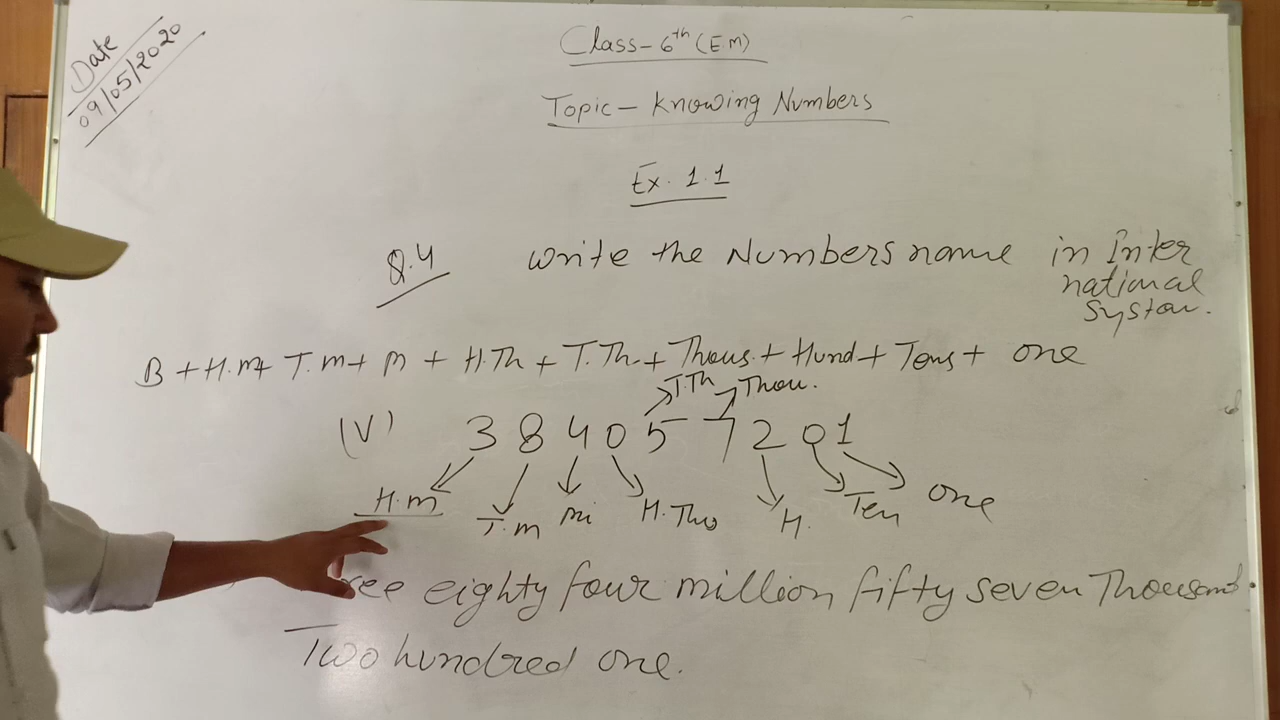 Date
09/05/2020
Class-6th (E.M)
Topic- Knowing Numbers
Ex. 1.1
Q.4 Write the Numbers name in Inter
national
System.
B + H.m+ T.m+ m + H.Th + T.Th + Thous + Hund + Tens + one
T.Th Thou.
(V) 3 8 4 0 5 7 2 0 1
H.m T.m mi H.Tho H. Ten one
ree eighty four million fifty seven Thousand
Two hundred one.